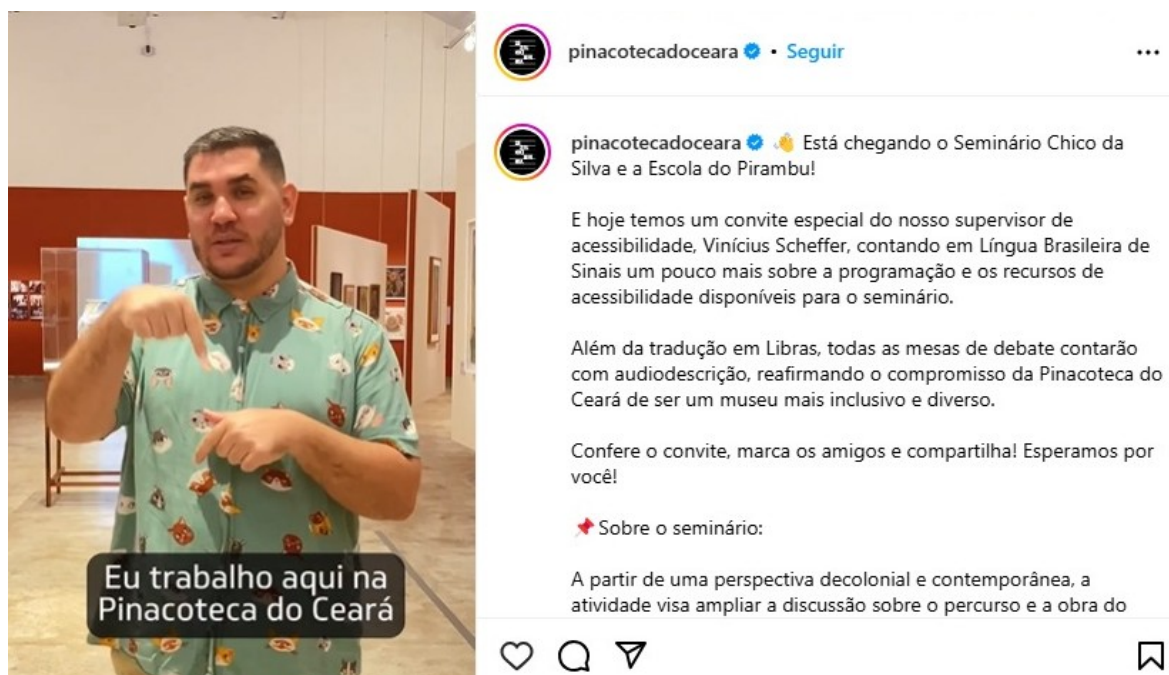 pinacotecadoceara • Seguir
pinacotecadoceara 👏 Está chegando o Seminário Chico da
Silva e a Escola do Pirambu!
E hoje temos um convite especial do nosso supervisor de
acessibilidade, Vinícius Scheffer, contando em Língua Brasileira de
Sinais um pouco mais sobre a programação e os recursos de
acessibilidade disponíveis para o seminário.
Além da tradução em Libras, todas as mesas de debate contarão
com audiodescrição, reafirmando o compromisso da Pinacoteca do
Ceará de ser um museu mais inclusivo e diverso.
Confere o convite, marca os amigos e compartilha! Esperamos por
você!
📌 Sobre o seminário:
A partir de uma perspectiva decolonial e contemporânea, a
atividade visa ampliar a discussão sobre o percurso e a obra do
Eu trabalho aqui na
Pinacoteca do Ceará